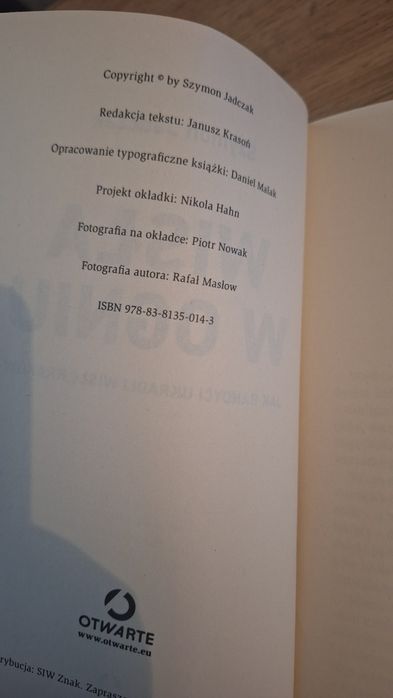 Copyright © by Szymon Jadczak
Redakcja tekstu: Janusz Krasoń
Opracowanie typograficzne książki: Daniel Malak
Projekt okładki: Nikola Hahn
Fotografia na okładce: Piotr Nowak
Fotografia autora: Rafał Masłow
ISBN 978-83-8135-014-3
OTWARTE
www.otwarte.eu
rybucja: SIW Znak. Zaprasz